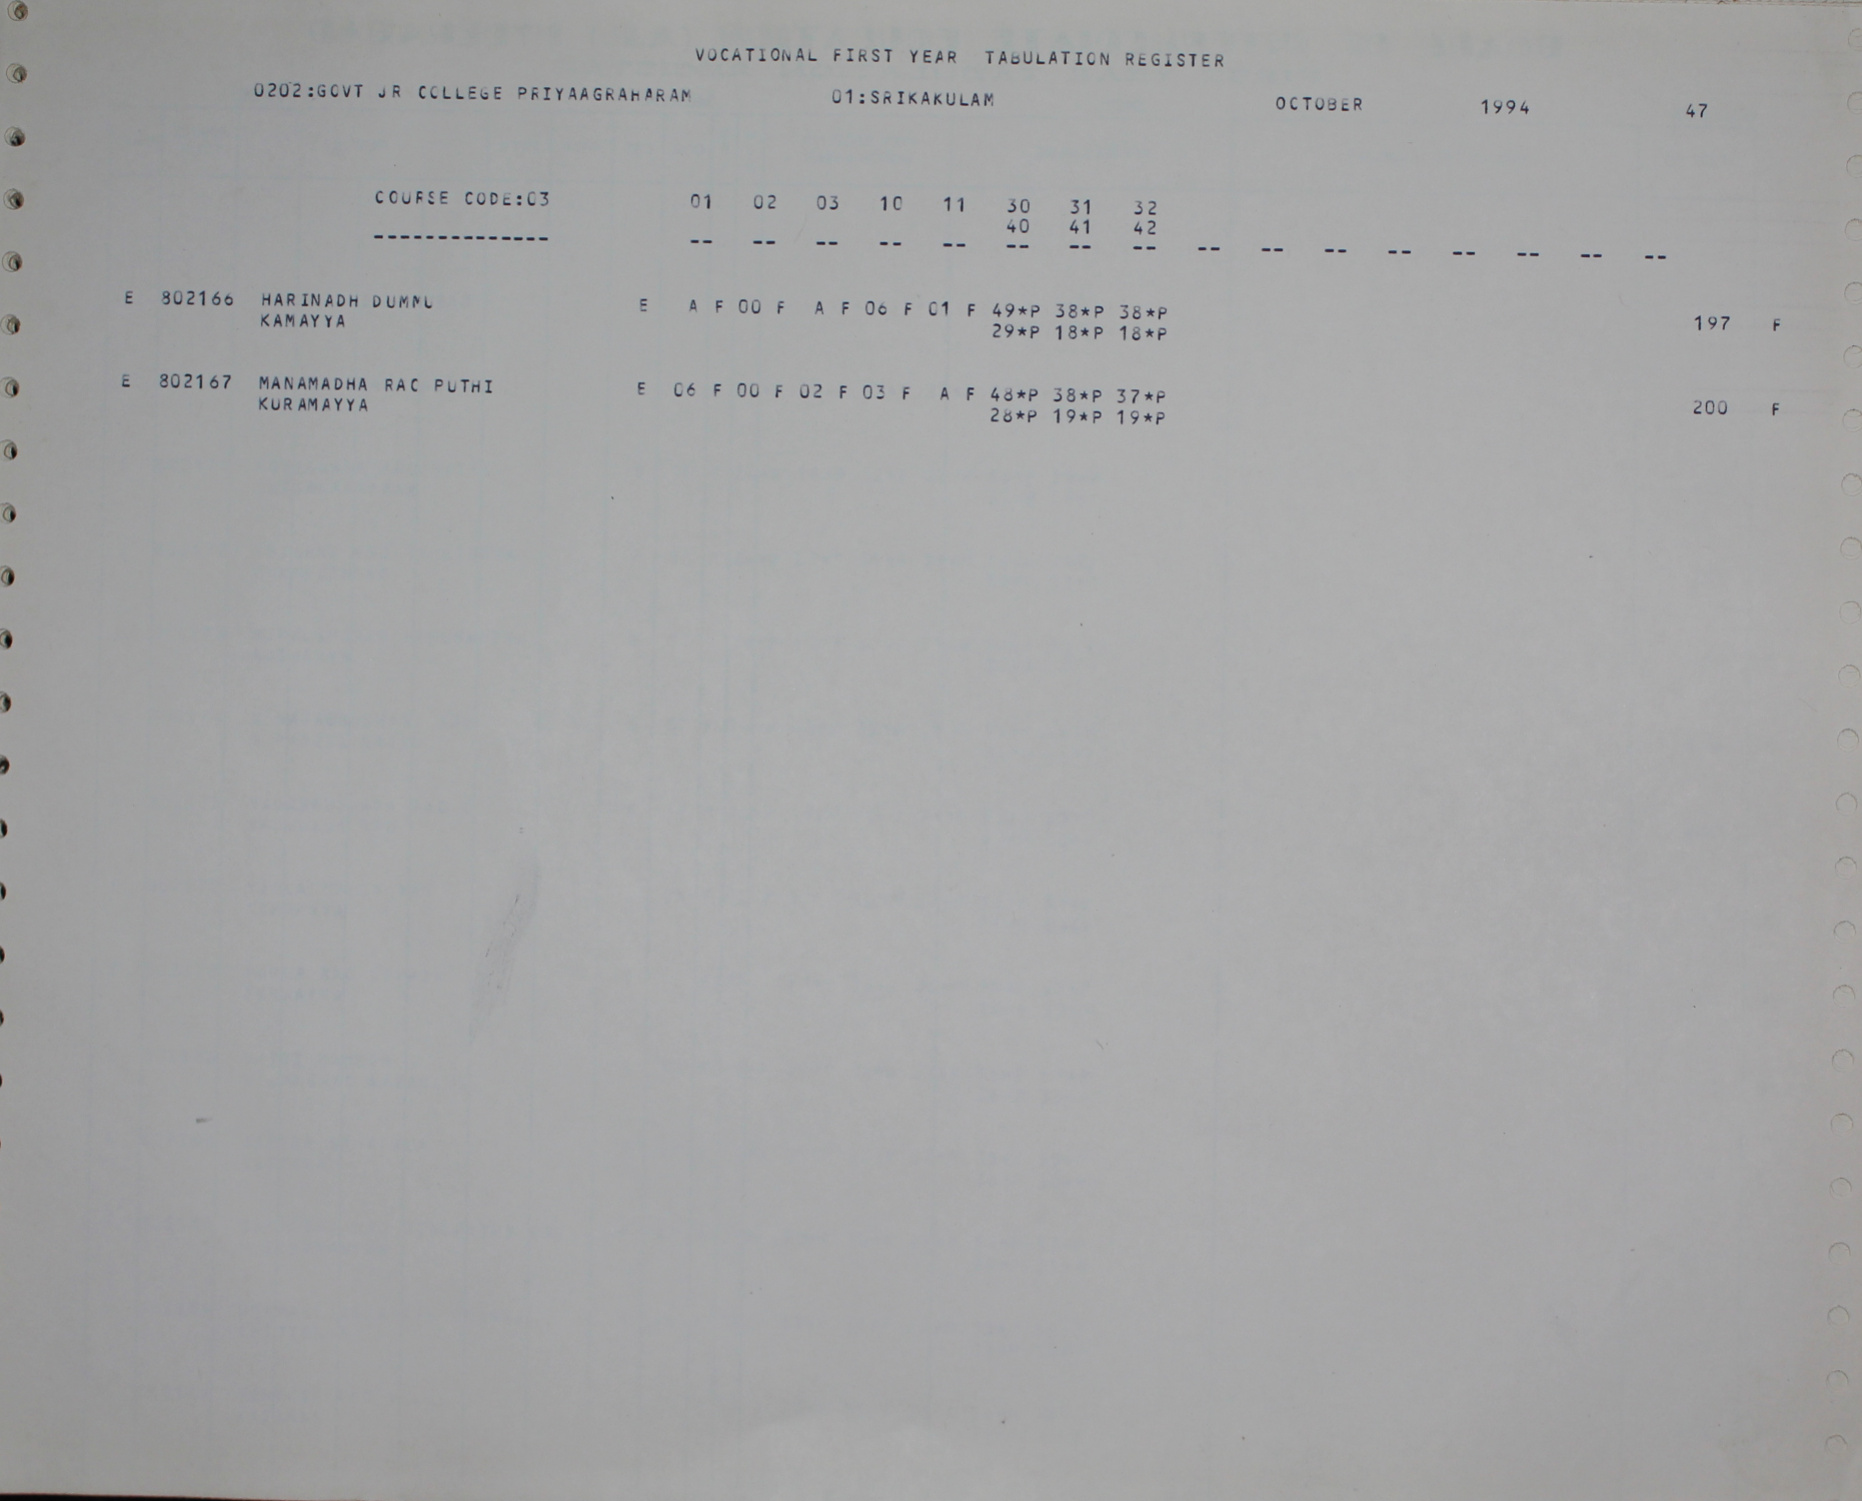 VOCATIONAL FIRST YEAR TABULATION REGISTER
0202:GOVT JR COLLEGE PRIYAAGRAHARAM 01:SRIKAKULAM OCTOBER 1994 47
COURSE CODE:03 01 02 03 10 11 30 31 32
40 41 42
-------------- -- -- -- -- -- -- -- -- -- -- -- -- -- -- -- --
E 802166 HARINADH DUMMU E A F 00 F A F 06 F 01 F 49*P 38*P 38*P
KAMAYYA 29*P 18*P 18*P 197 F
E 802167 MANAMADHA RAO PUTHI E 06 F 00 F 02 F 03 F A F 48*P 38*P 37*P
KURAMAYYA 28*P 19*P 19*P 200 F